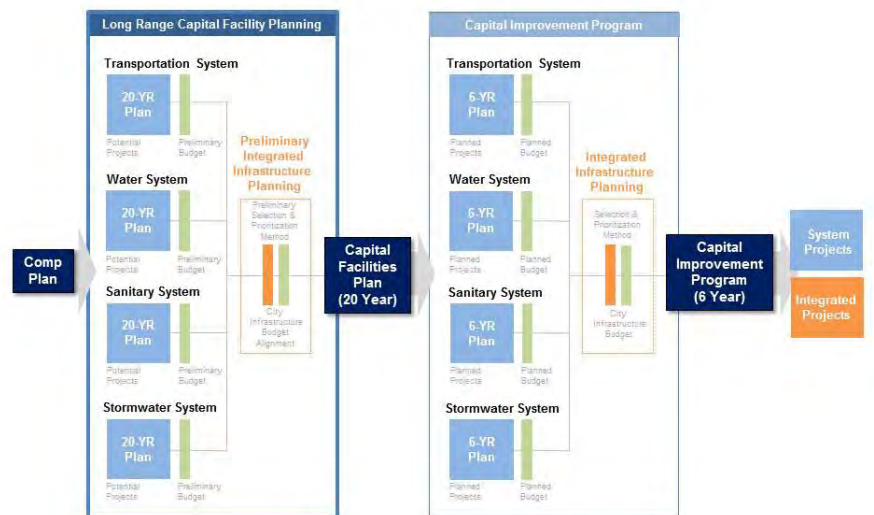 Long Range Capital Facility Planning
Transportation System
20-YR
Plan
Potential
Projects
Preliminary
Budget
Water System
20-YR
Plan
Potential
Projects
Preliminary
Budget
Sanitary System
20-YR
Plan
Potential
Projects
Preliminary
Budget
Stormwater System
20-YR
Plan
Potential
Projects
Preliminary
Budget
Preliminary
Integrated
Infrastructure
Planning
Preliminary
Selection &
Prioritization
Method
City
Infrastructure
Budget
Alignment
Comp
Plan
Capital
Facilities
Plan
(20 Year)
Capital Improvement Program
Transportation System
6-YR
Plan
Planned
Projects
Planned
Budget
Water System
6-YR
Plan
Planned
Projects
Planned
Budget
Sanitary System
6-YR
Plan
Planned
Projects
Planned
Budget
Stormwater System
6-YR
Plan
Planned
Projects
Planned
Budget
Integrated
Infrastructure
Planning
Selection &
Prioritization
Method
City
Infrastructure
Budget
Capital
Improvement
Program
(6 Year)
System
Projects
Integrated
Projects